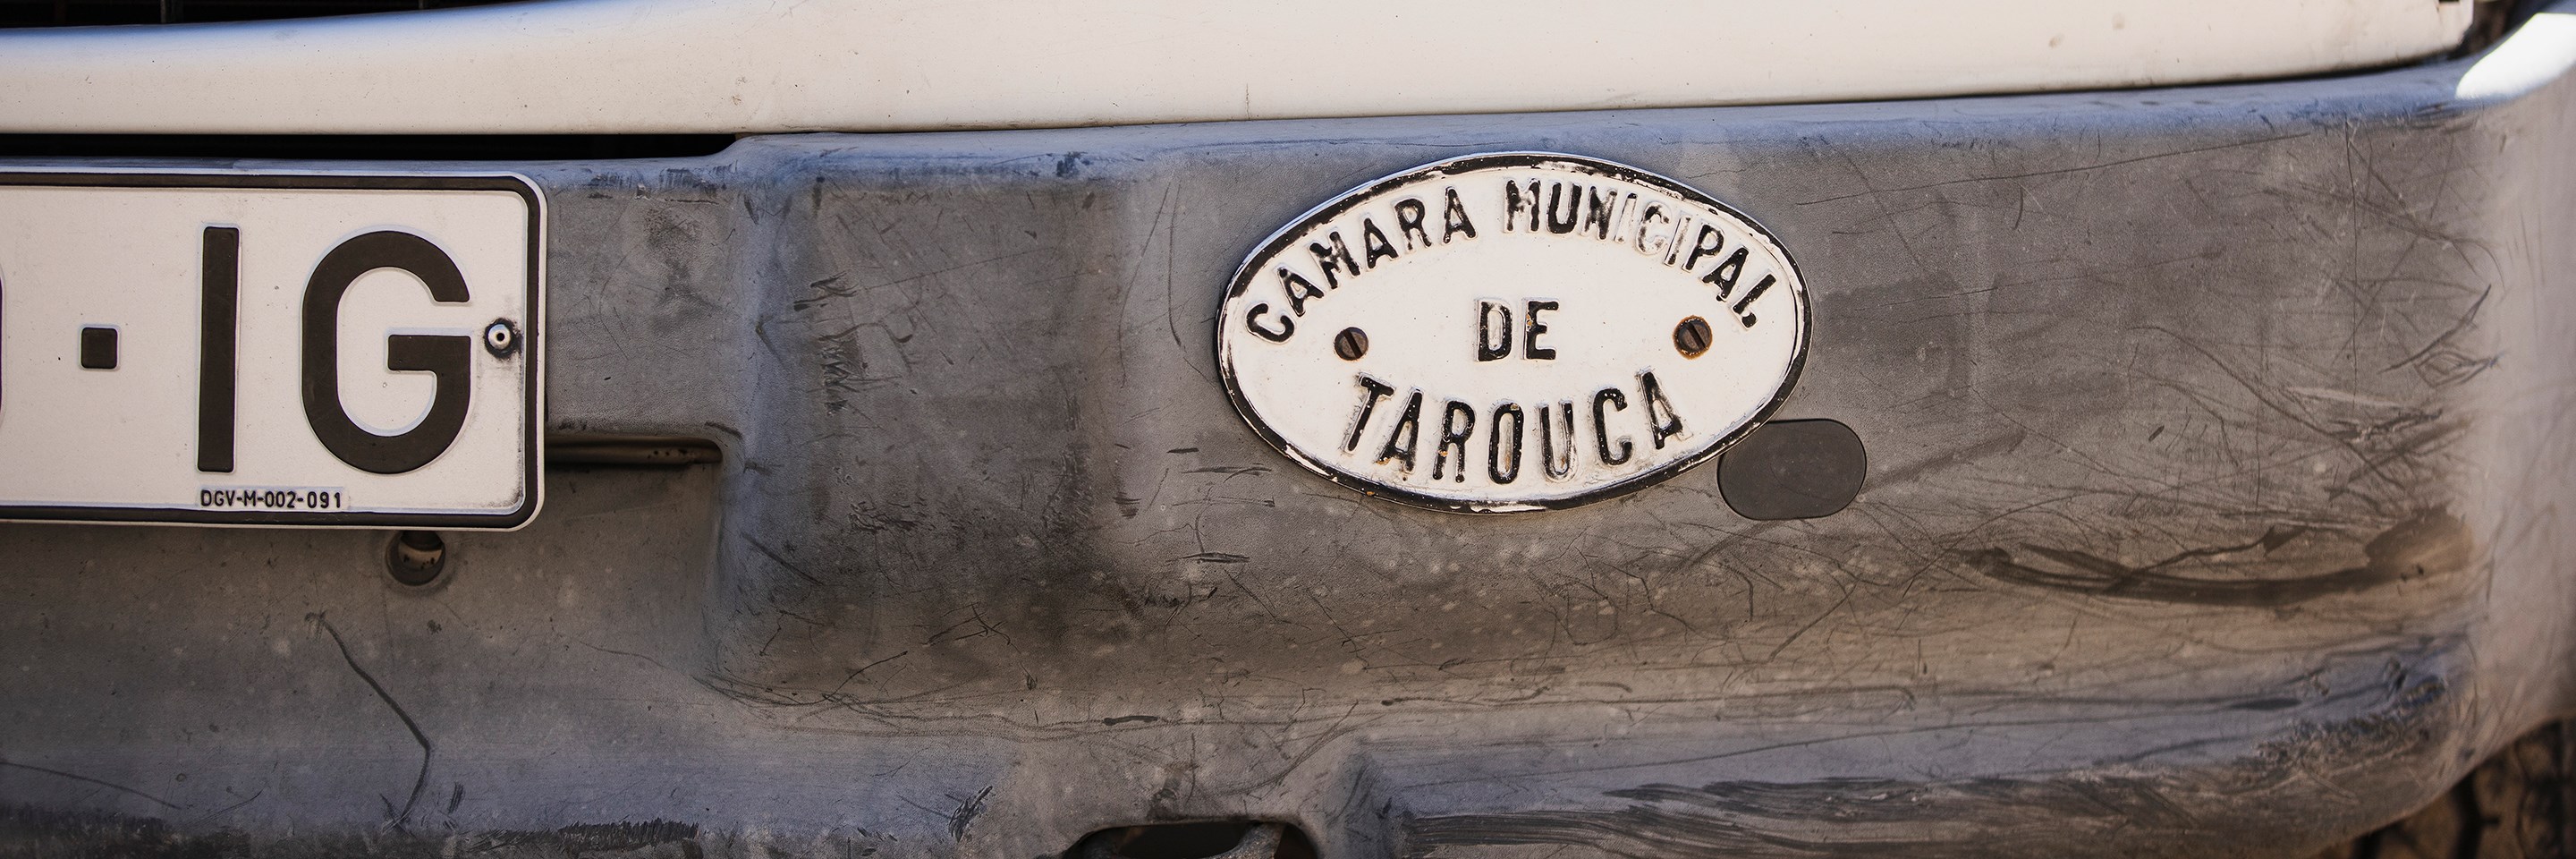 · IG
DGV-M-002-091
CAMARA MUNICIPAL
DE
TAROUCA